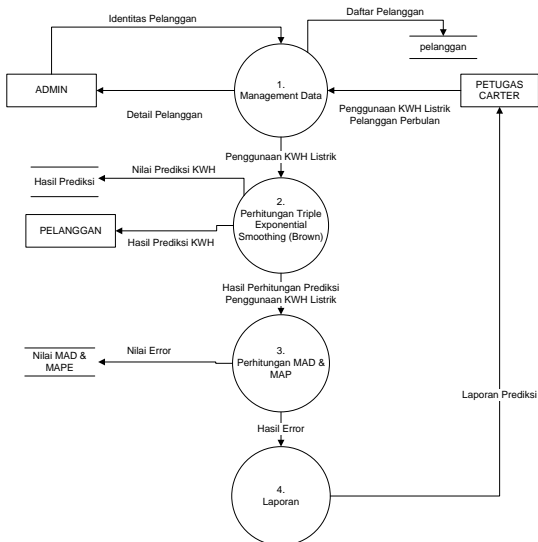 Identitas Pelanggan
Daftar Pelanggan
pelanggan
ADMIN
1.
Management Data
PETUGAS
CARTER
Detail Pelanggan
Penggunaan KWH Listrik
Pelanggan Perbulan
Penggunaan KWH Listrik
Nilai Prediksi KWH
Hasil Prediksi
2.
Perhitungan Triple
Exponential
Smoothing (Brown)
PELANGGAN
Hasil Prediksi KWH
Hasil Perhitungan Prediksi
Penggunaan KWH Listrik
Nilai Error
Nilai MAD &
MAPE
3.
Perhitungan MAD &
MAP
Laporan Prediksi
Hasil Error
4.
Laporan